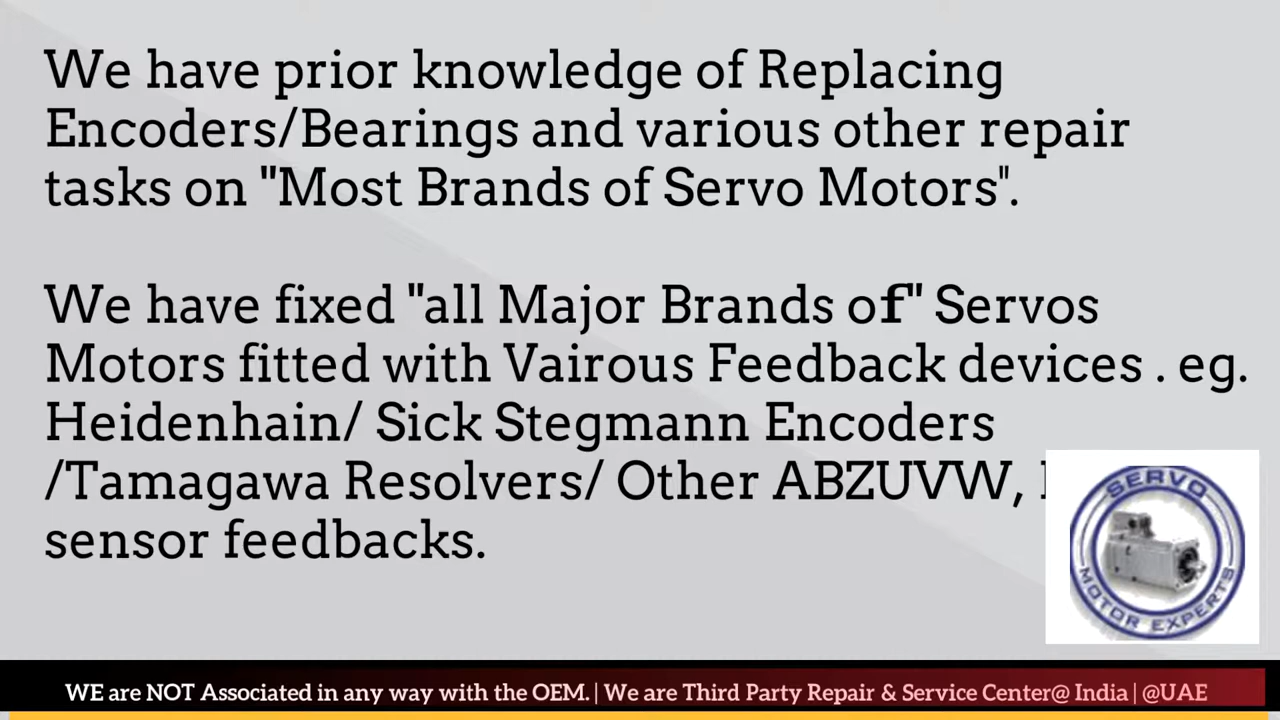 We have prior knowledge of Replacing
Encoders/Bearings and various other repair
tasks on "Most Brands of Servo Motors".
We have fixed "all Major Brands of" Servos
Motors fitted with Vairous Feedback devices . eg.
Heidenhain/ Sick Stegmann Encoders
/Tamagawa Resolvers/ Other ABZUVW,
sensor feedbacks.
SERVO
MOTOR EXPERTS
WE are NOT Associated in any way with the OEM. | We are Third Party Repair & Service Center@ India | @UAE